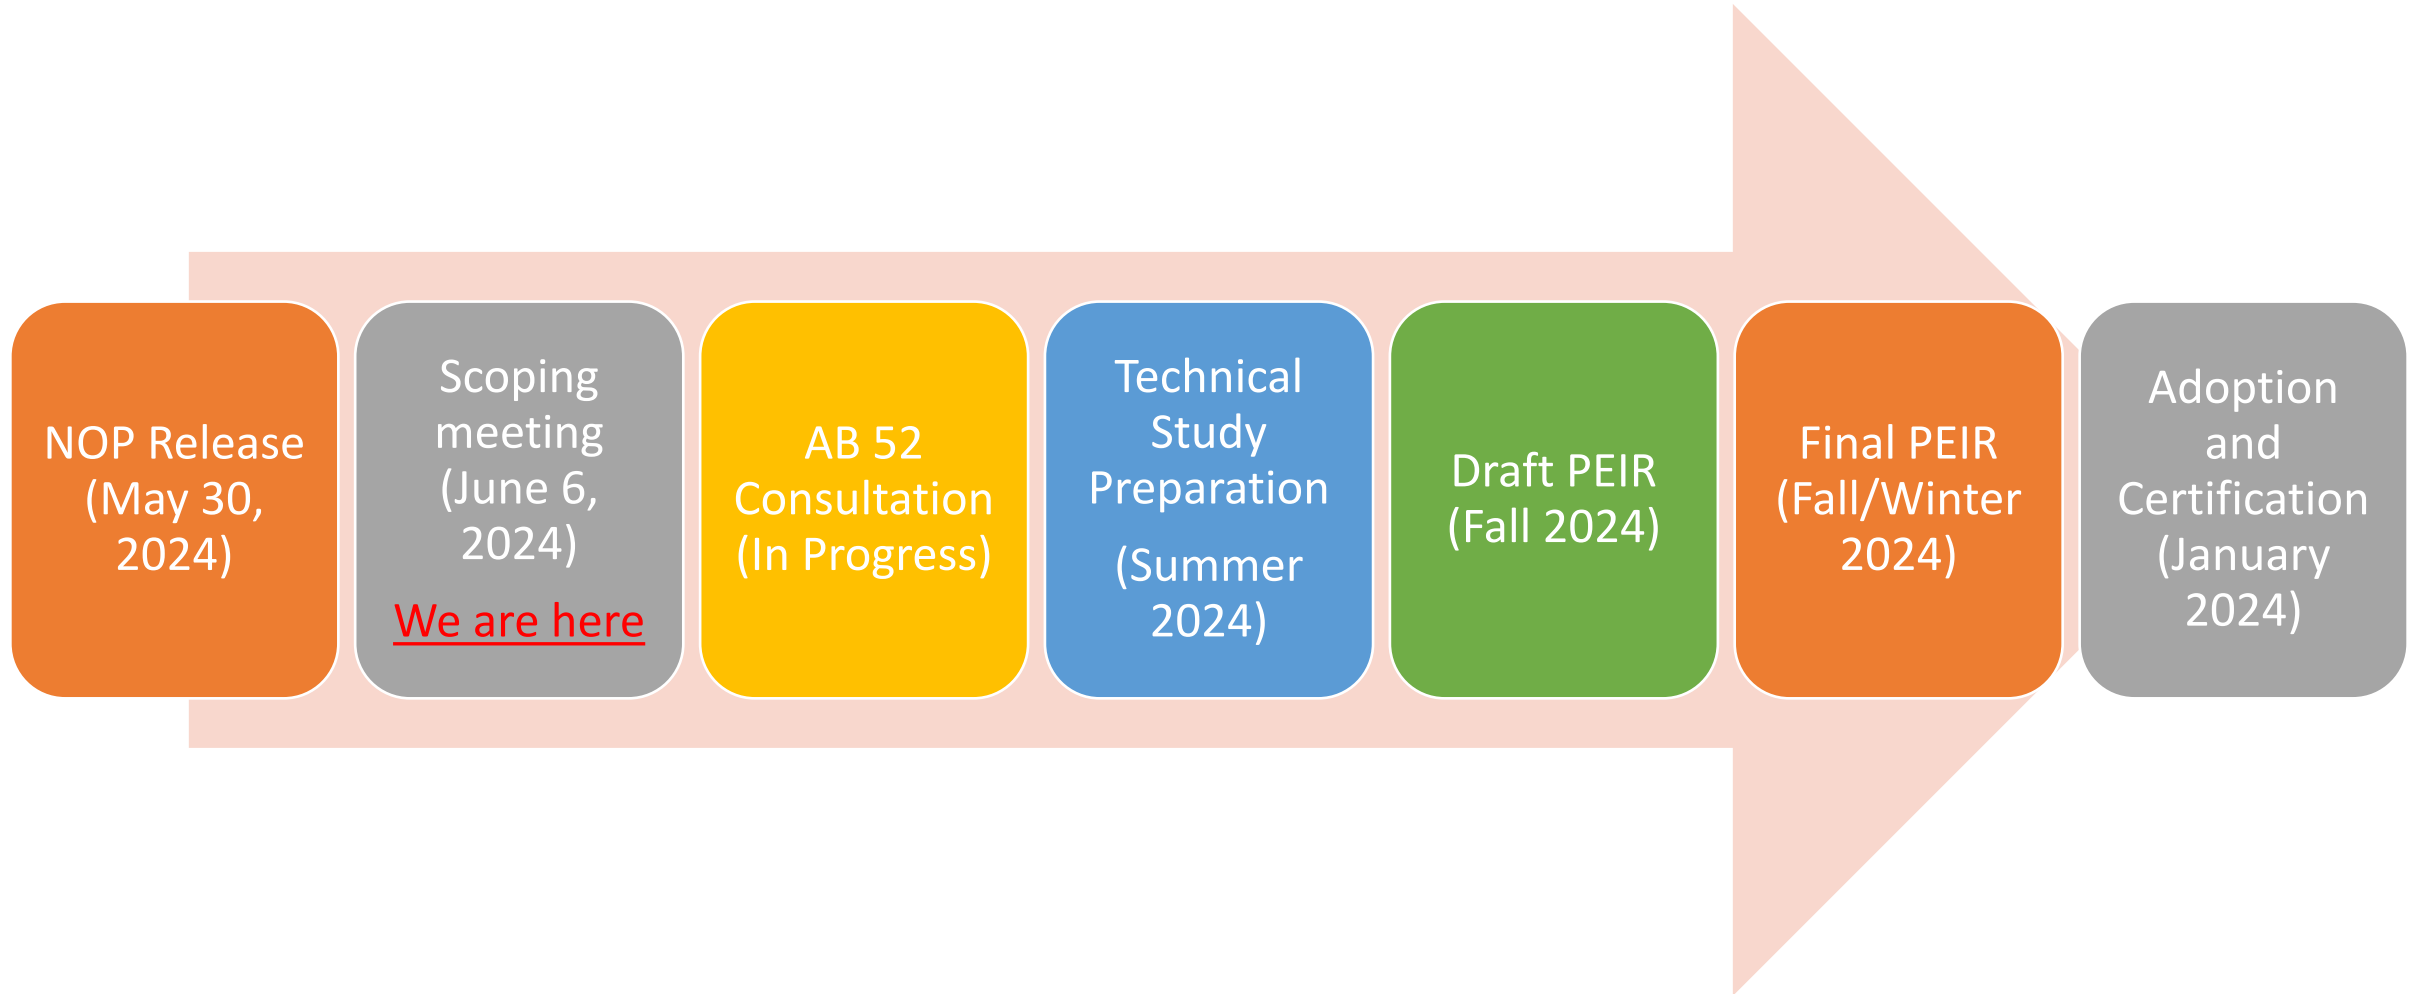 NOP Release
(May 30,
2024)
Scoping
meeting
(June 6,
2024)
We are here
AB 52
Consultation
(In Progress)
Technical
Study
Preparation
(Summer
2024)
Draft PEIR
(Fall 2024)
Final PEIR
(Fall/Winter
2024)
Adoption
and
Certification
(January
2024)